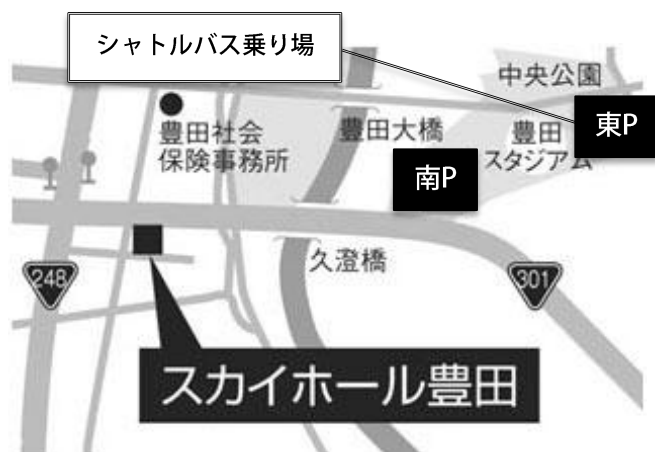 シャトルバス乗り場
中央公園
豊田社会
保険事務所
豊田大橋
豊田
スタジアム
東P
南P
久澄橋
248
301
スカイホール豊田